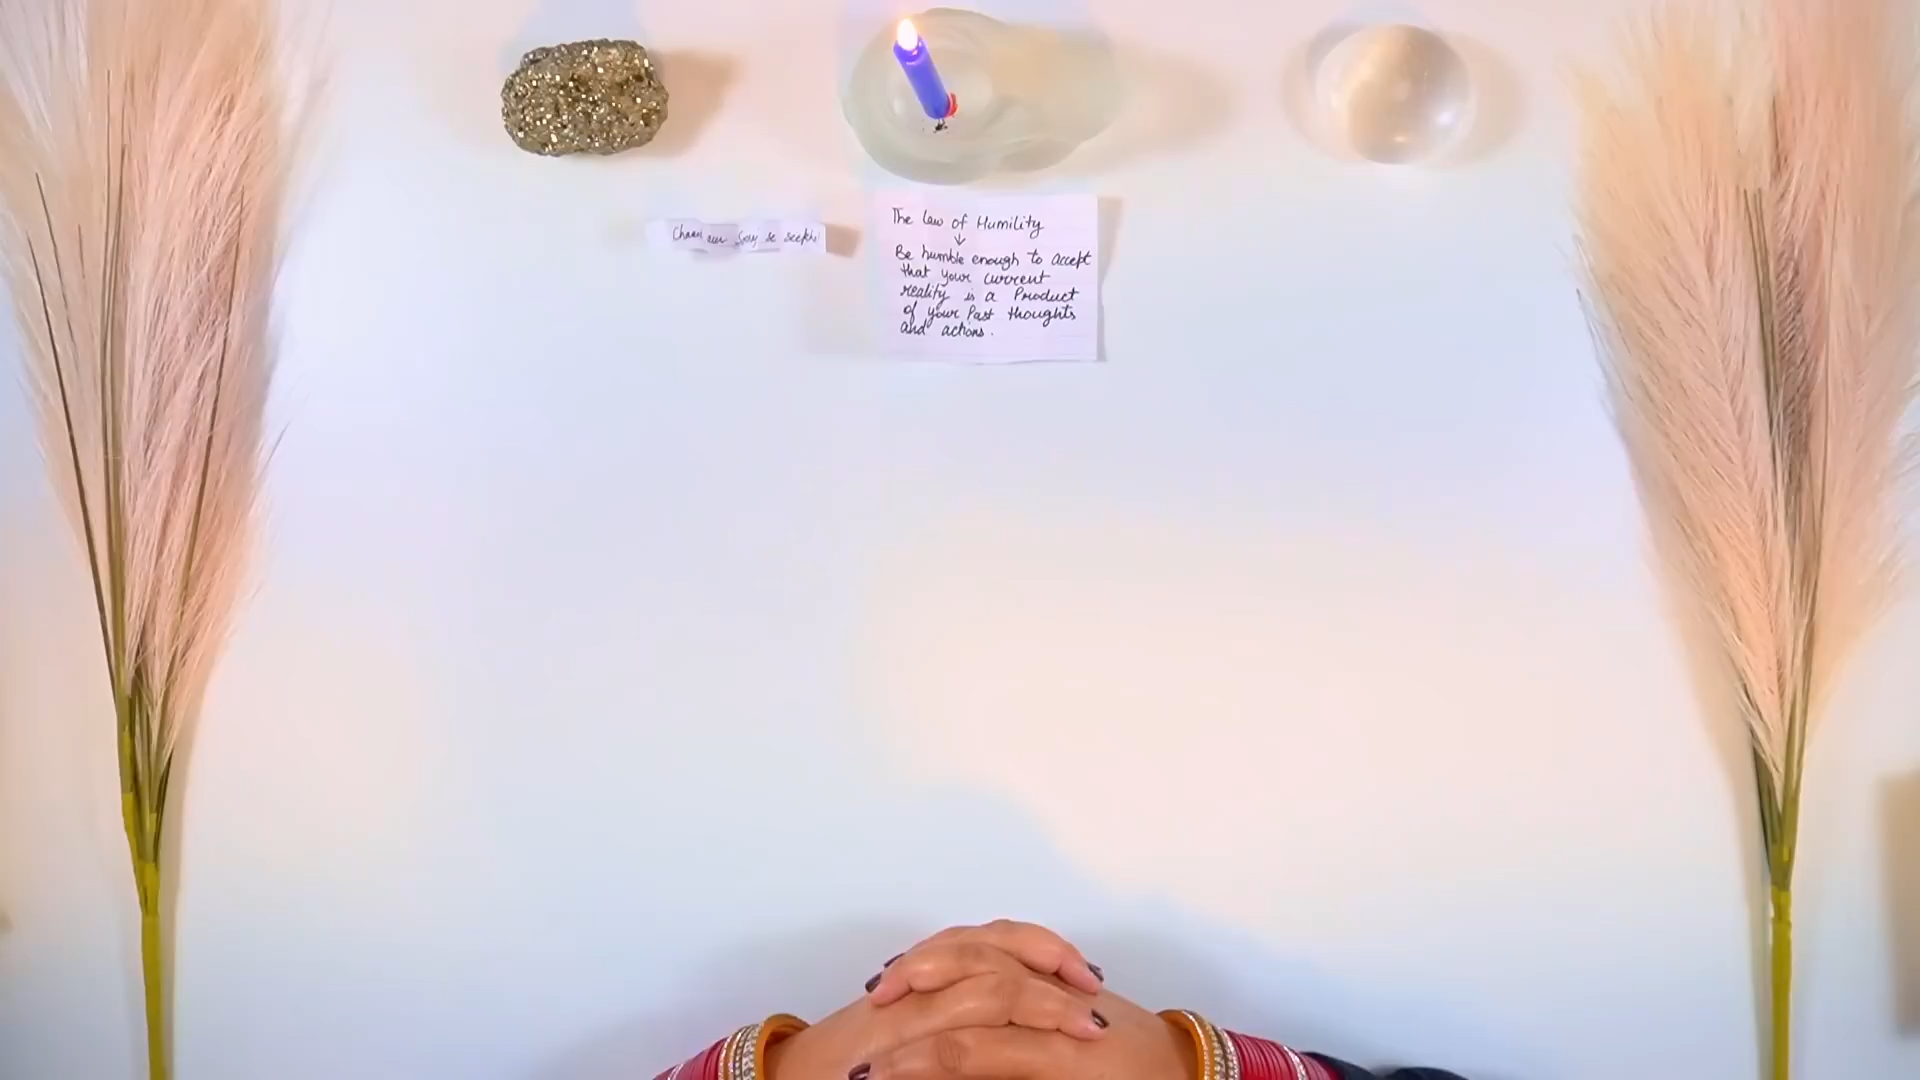 se
The Law of Humility
↓
Be humble enough to accept
that your current
reality is a Product
of your Past thoughts
and actions.